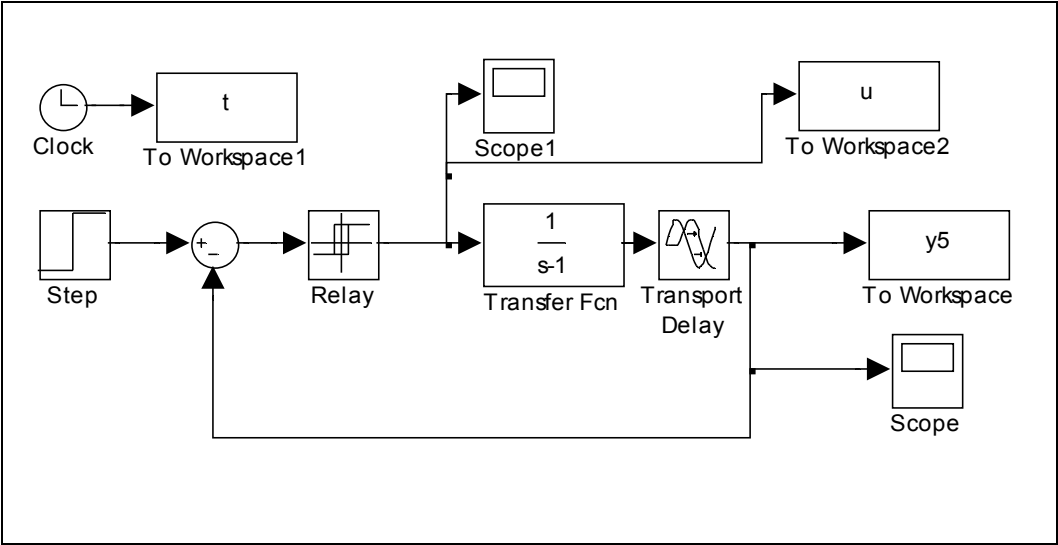 t
Clock
To Workspace1
Scope1
u
To Workspace2
+
−
Step
Relay
1
s-1
Transfer Fcn
Transport
Delay
y5
To Workspace
Scope